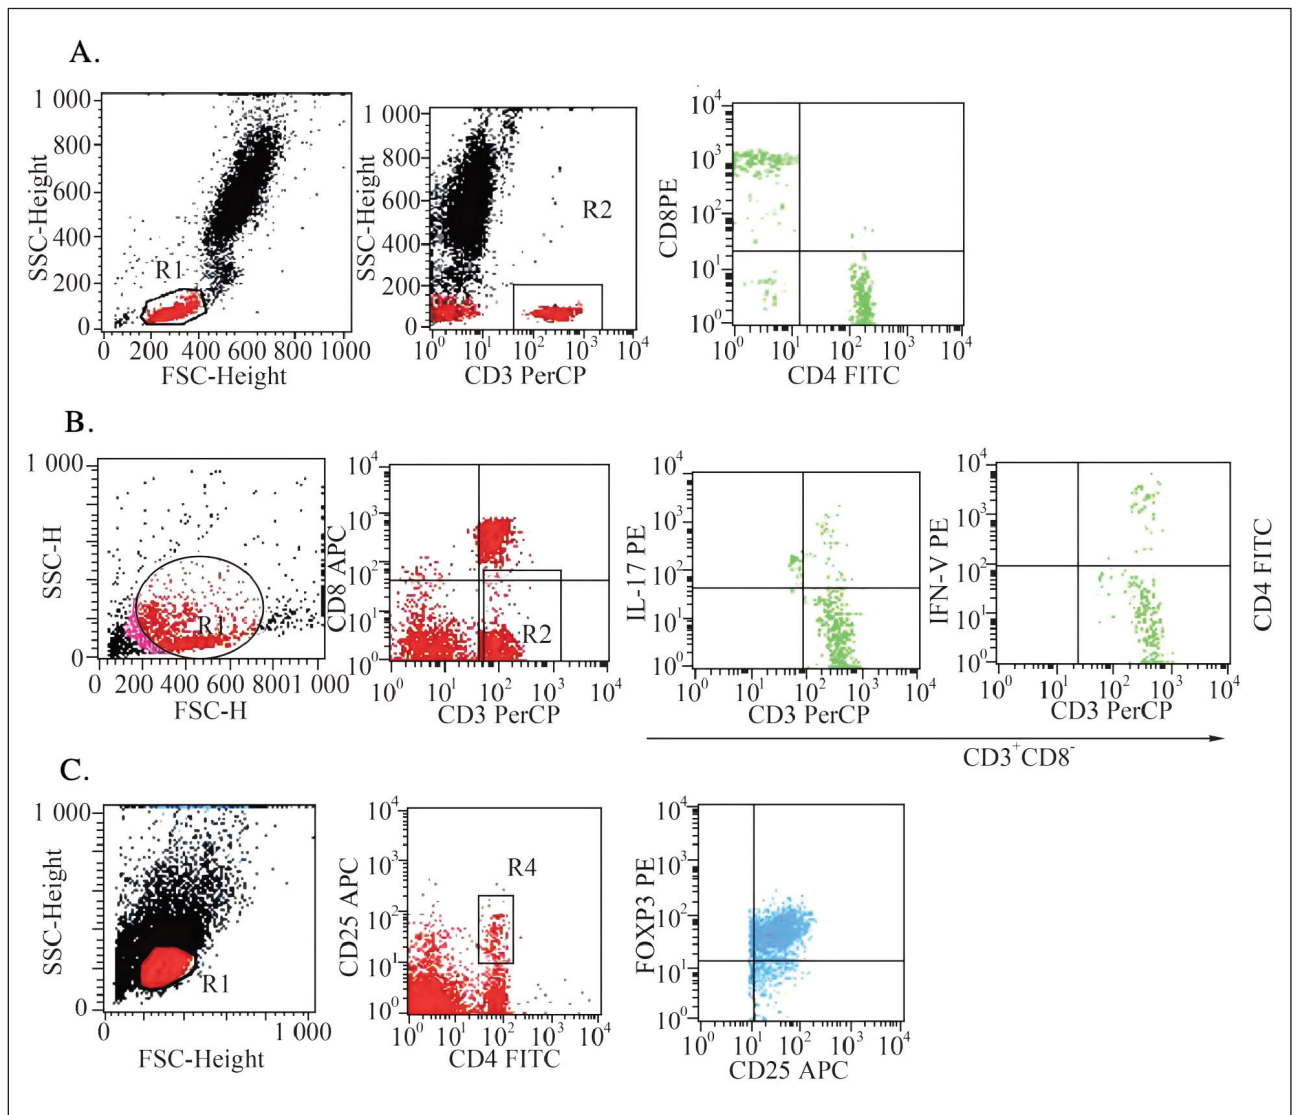 A.
1 000
800
600
400
200
0
SSC-Height
R1
0 200 400 600 800 1000
FSC-Height
1 000
800
600
400
200
0
SSC-Height
R2
10⁰ 10¹ 10² 10³ 10⁴
CD3 PerCP
10⁴
10³
10²
10¹
10⁰
CD8PE
10⁰ 10¹ 10² 10³ 10⁴
CD4 FITC
B.
1 000
0
SSC-H
R1
0 200 400 600 8001 000
FSC-H
10⁴
10³
10²
10¹
10⁰
CD8 APC
R2
10⁰ 10¹ 10² 10³ 10⁴
CD3 PerCP
10⁴
10³
10²
10¹
10⁰
IL-17 PE
10⁰ 10¹ 10² 10³ 10⁴
CD3 PerCP
10⁴
10³
10²
10¹
10⁰
IFN-V PE
10⁰ 10¹ 10² 10³ 10⁴
CD3 PerCP
CD4 FITC
CD3⁺CD8⁻
C.
1 000
0
SSC-Height
R1
0 1 000
FSC-Height
10⁴
10³
10²
10¹
10⁰
CD25 APC
R4
10⁰ 10¹ 10² 10³ 10⁴
CD4 FITC
10⁴
10³
10²
10¹
10⁰
FOXP3 PE
10⁰ 10¹ 10² 10³ 10⁴
CD25 APC